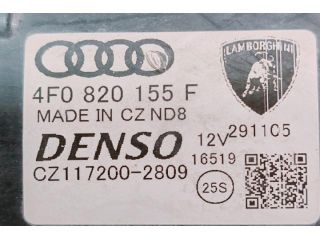 LAMBORGHINI
4F0 820 155 F
MADE IN CZ ND8
DENSO
12V
2911C5
16519
CZ117200-2809
25S